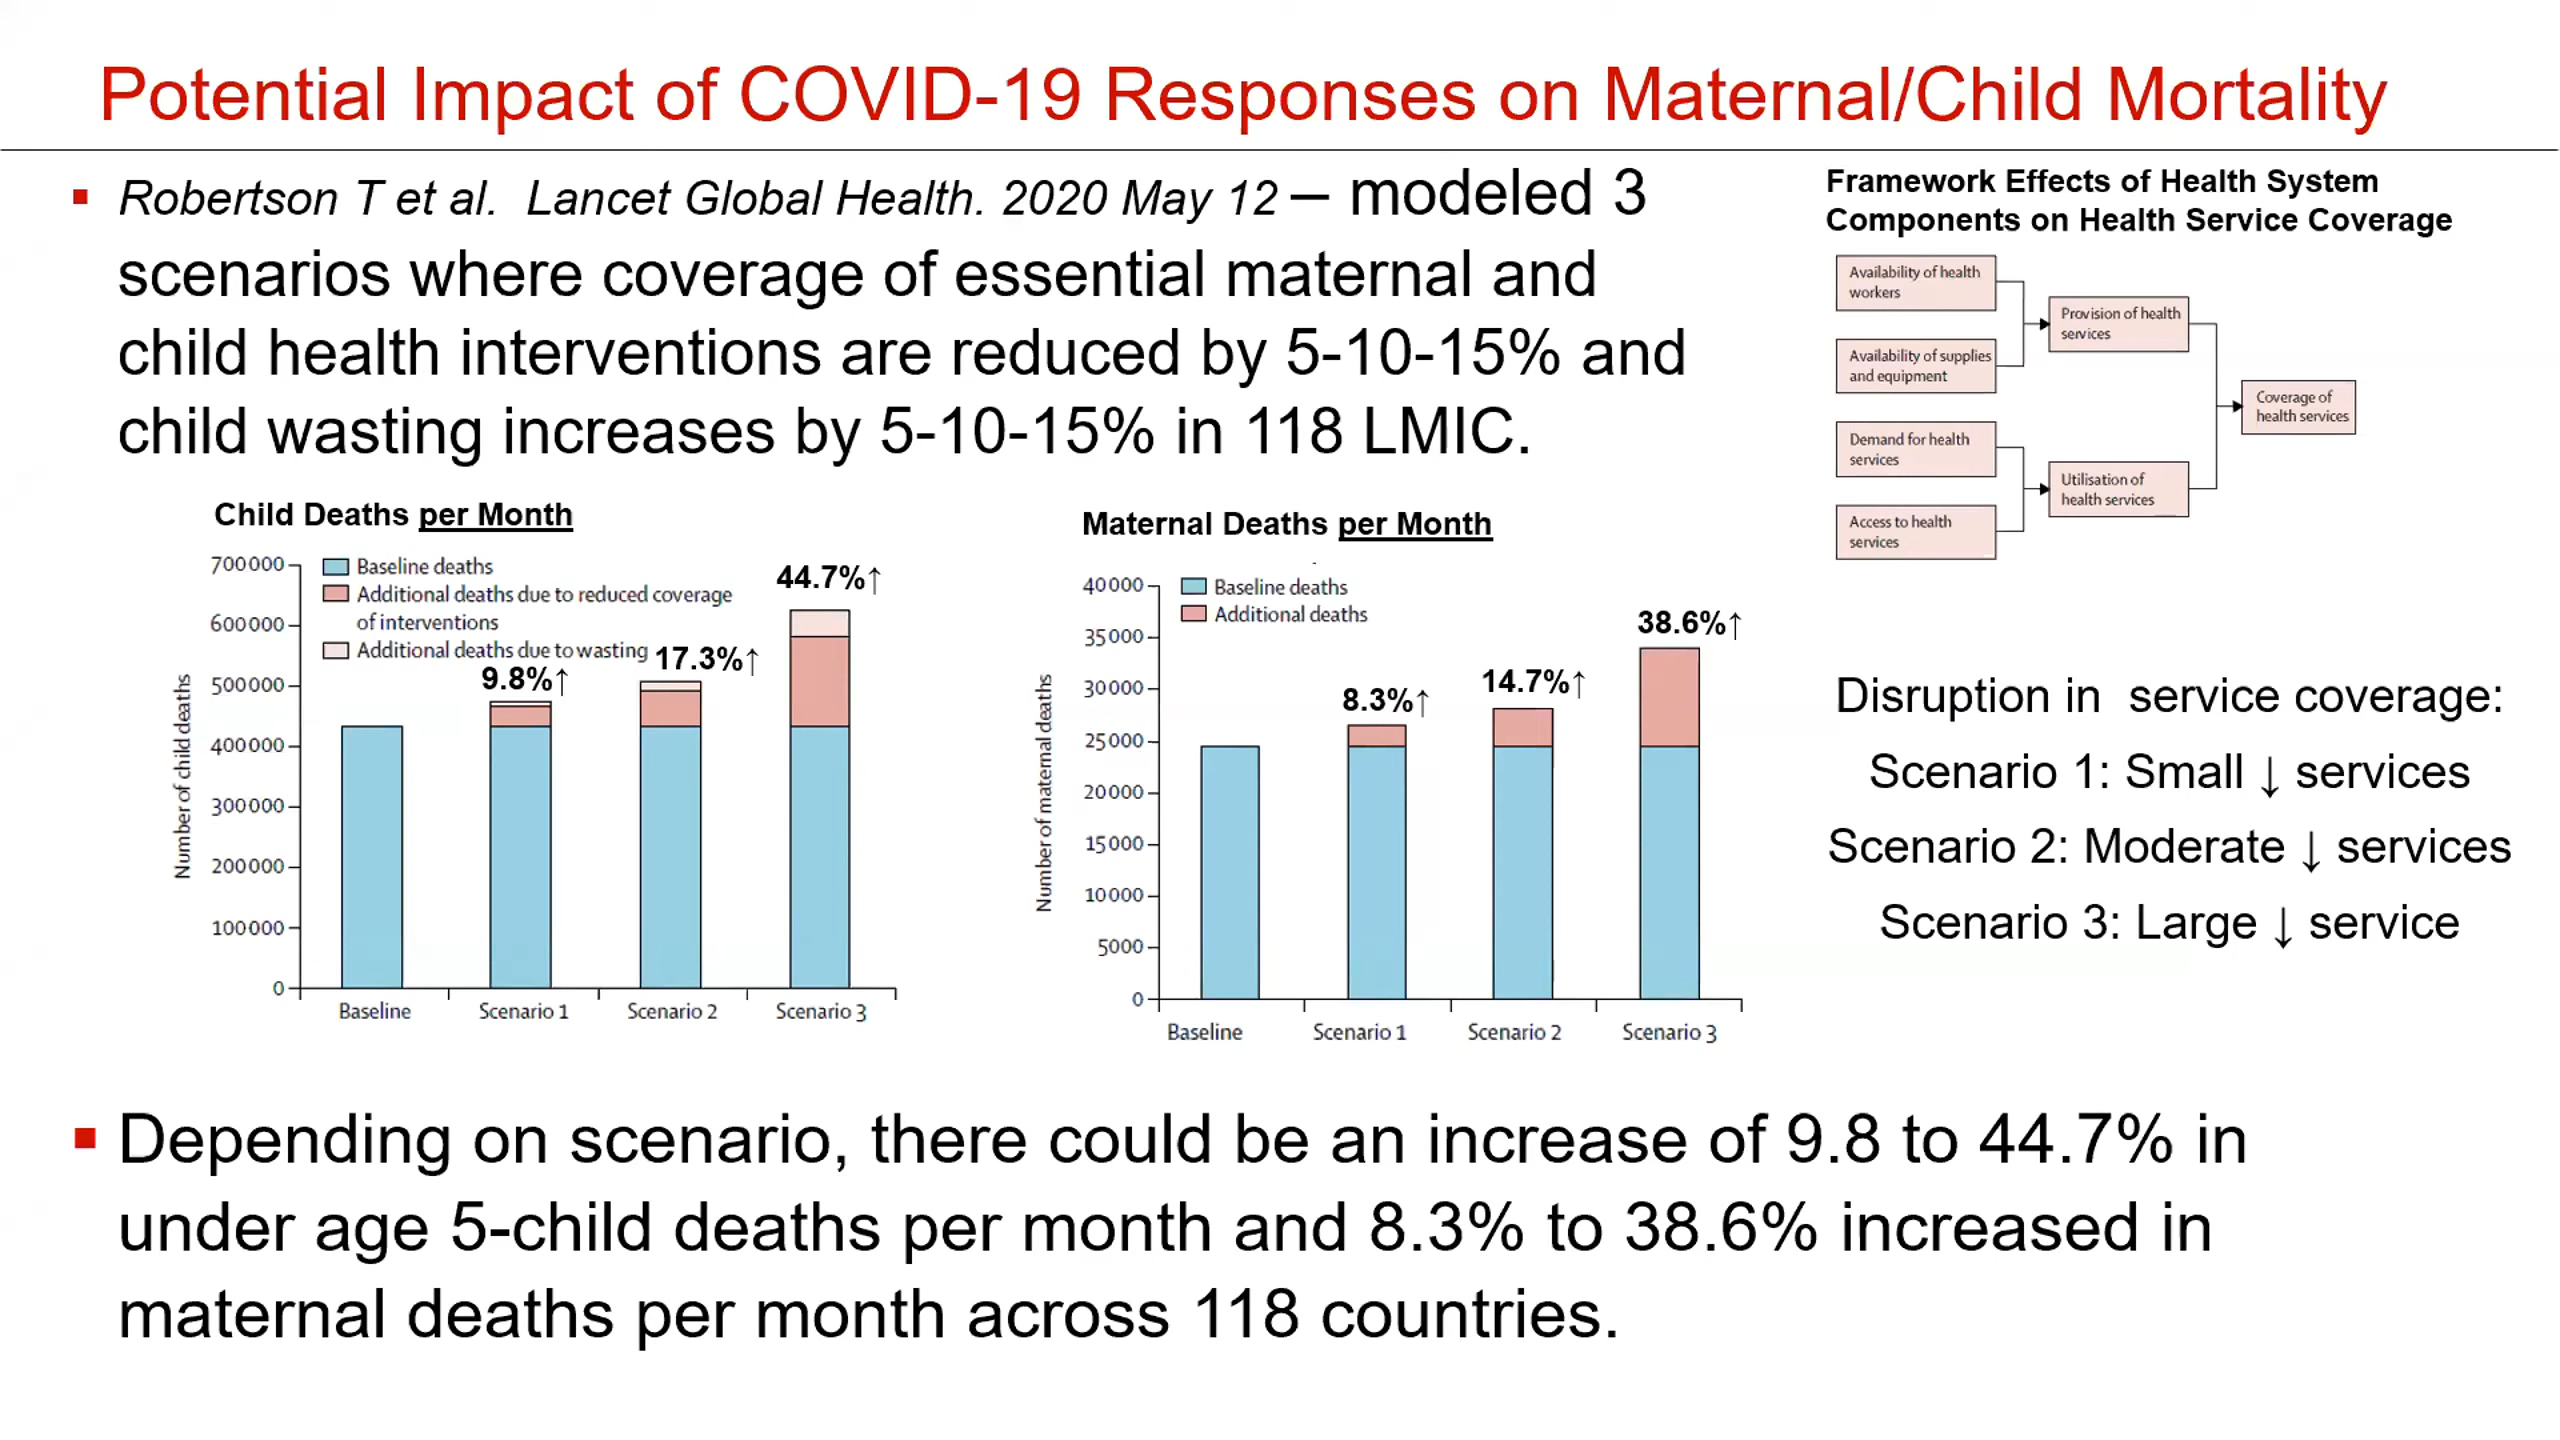 Potential Impact of COVID-19 Responses on Maternal/Child Mortality
▪ Robertson T et al. Lancet Global Health. 2020 May 12 – modeled 3
scenarios where coverage of essential maternal and
child health interventions are reduced by 5-10-15% and
child wasting increases by 5-10-15% in 118 LMIC.
Framework Effects of Health System
Components on Health Service Coverage
Availability of health
workers
Availability of supplies
and equipment
Demand for health
services
Access to health
services
Provision of health
services
Utilisation of
health services
Coverage of
health services
Child Deaths per Month
Number of child deaths
700000
600000
500000
400000
300000
200000
100000
0
Baseline deaths
Additional deaths due to reduced coverage
of interventions
Additional deaths due to wasting
9.8%↑
17.3%↑
44.7%↑
Baseline
Scenario 1
Scenario 2
Scenario 3
Maternal Deaths per Month
Number of maternal deaths
40000
35000
30000
25000
20000
15000
10000
5000
0
Baseline deaths
Additional deaths
8.3%↑
14.7%↑
38.6%↑
Baseline
Scenario 1
Scenario 2
Scenario 3
Disruption in service coverage:
Scenario 1: Small ↓ services
Scenario 2: Moderate ↓ services
Scenario 3: Large ↓ service
▪ Depending on scenario, there could be an increase of 9.8 to 44.7% in
under age 5-child deaths per month and 8.3% to 38.6% increased in
maternal deaths per month across 118 countries.